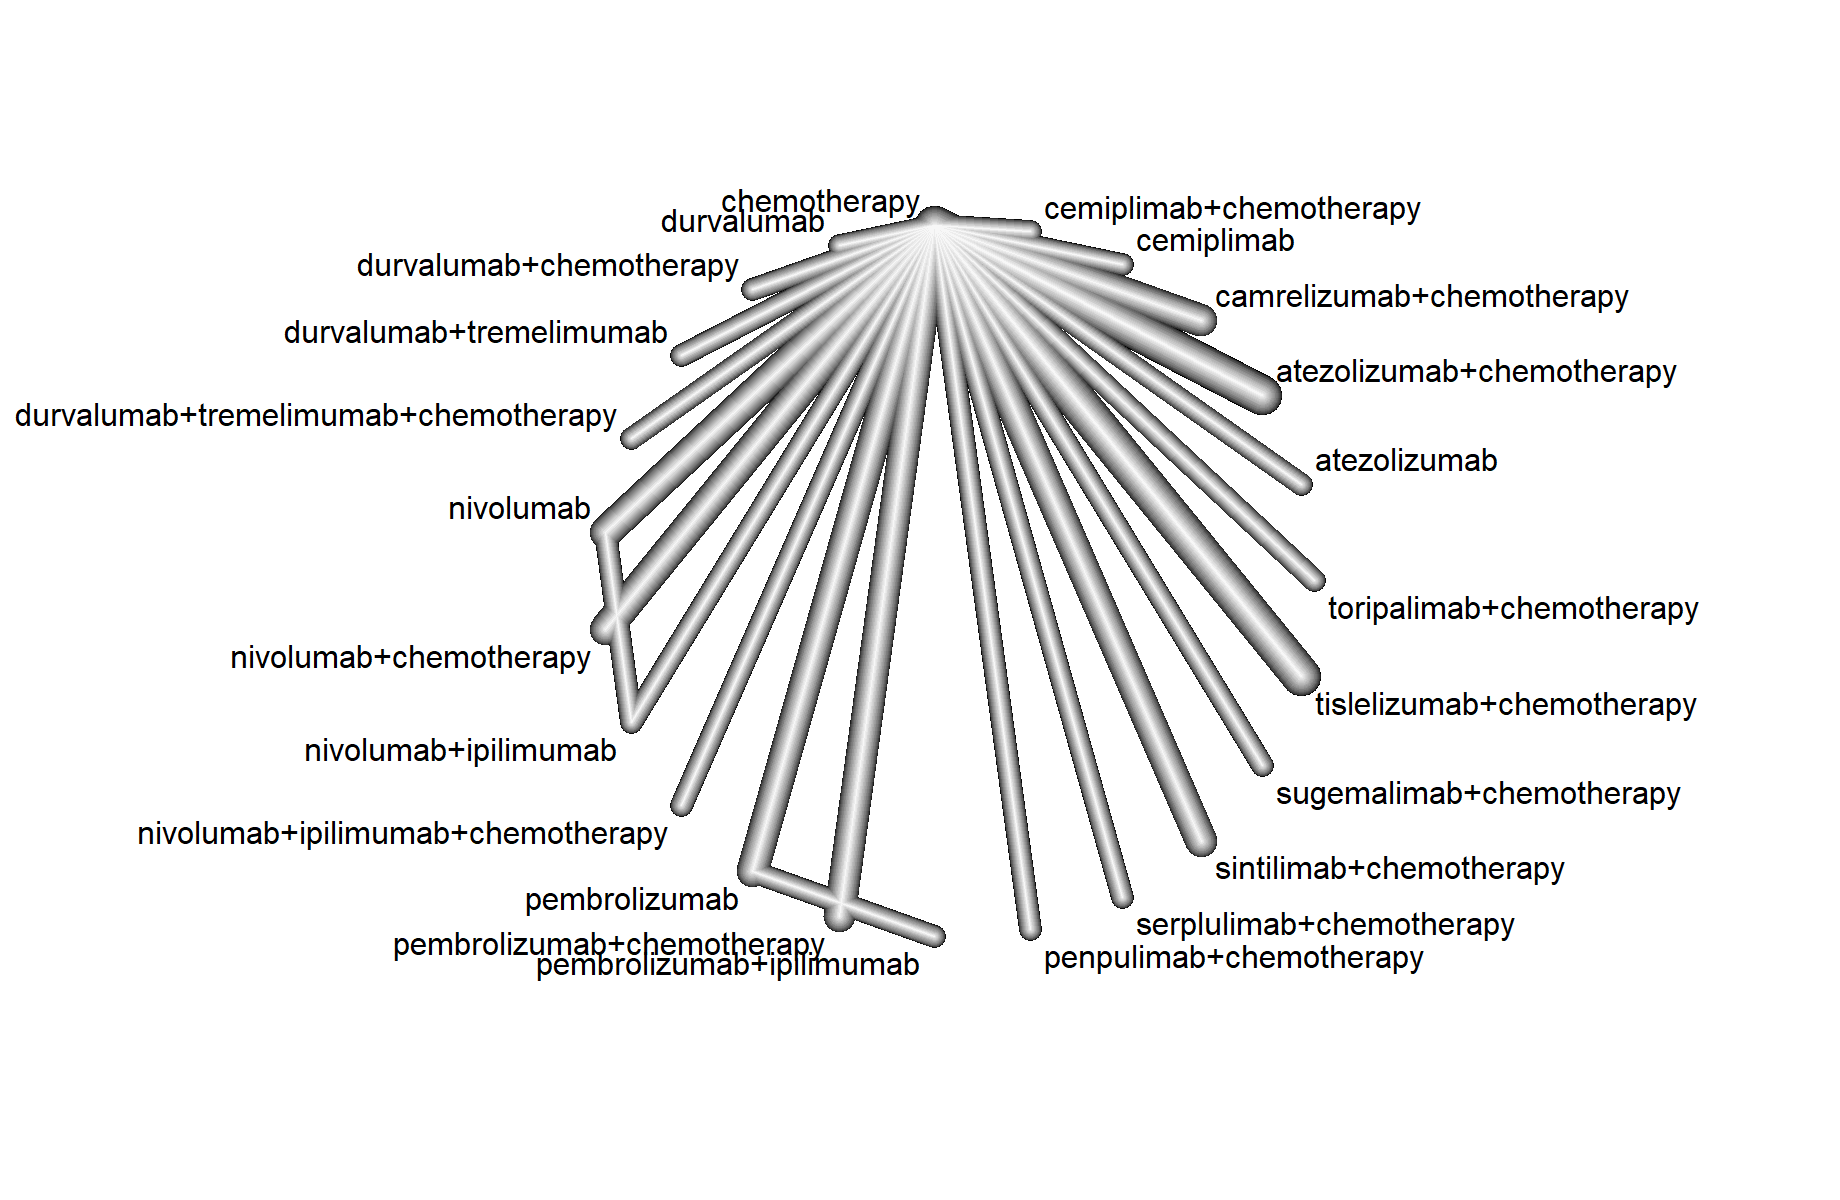 chemotherapy
cemiplimab+chemotherapy
durvalumab
cemiplimab
durvalumab+chemotherapy
camrelizumab+chemotherapy
durvalumab+tremelimumab
atezolizumab+chemotherapy
durvalumab+tremelimumab+chemotherapy
atezolizumab
nivolumab
toripalimab+chemotherapy
nivolumab+chemotherapy
tislelizumab+chemotherapy
nivolumab+ipilimumab
sugemalimab+chemotherapy
nivolumab+ipilimumab+chemotherapy
sintilimab+chemotherapy
pembrolizumab
serplulimab+chemotherapy
pembrolizumab+chemotherapy
penpulimab+chemotherapy
pembrolizumab+ipilimumab